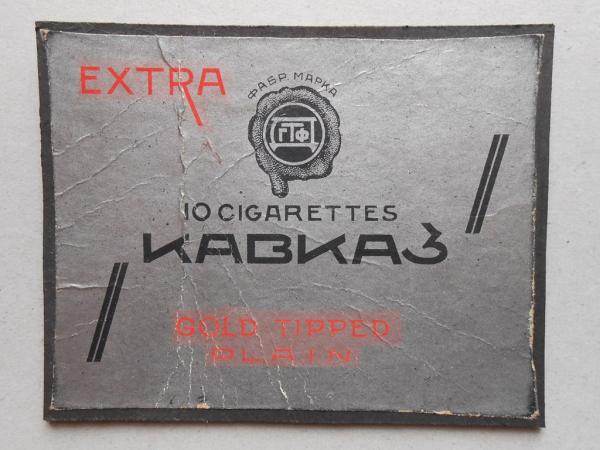 EXTRA
ФАБР. МАРКА
ГТФ
10 CIGARETTES
КАВКАЗ
GOLD TIPPED
PLAIN